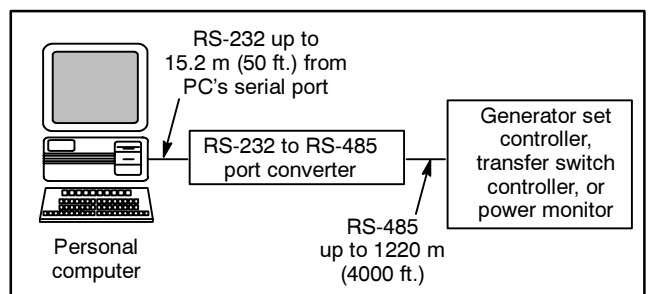 RS-232 up to
15.2 m (50 ft.) from
PC's serial port
Personal
computer
RS-232 to RS-485
port converter
RS-485
up to 1220 m
(4000 ft.)
Generator set
controller,
transfer switch
controller, or
power monitor